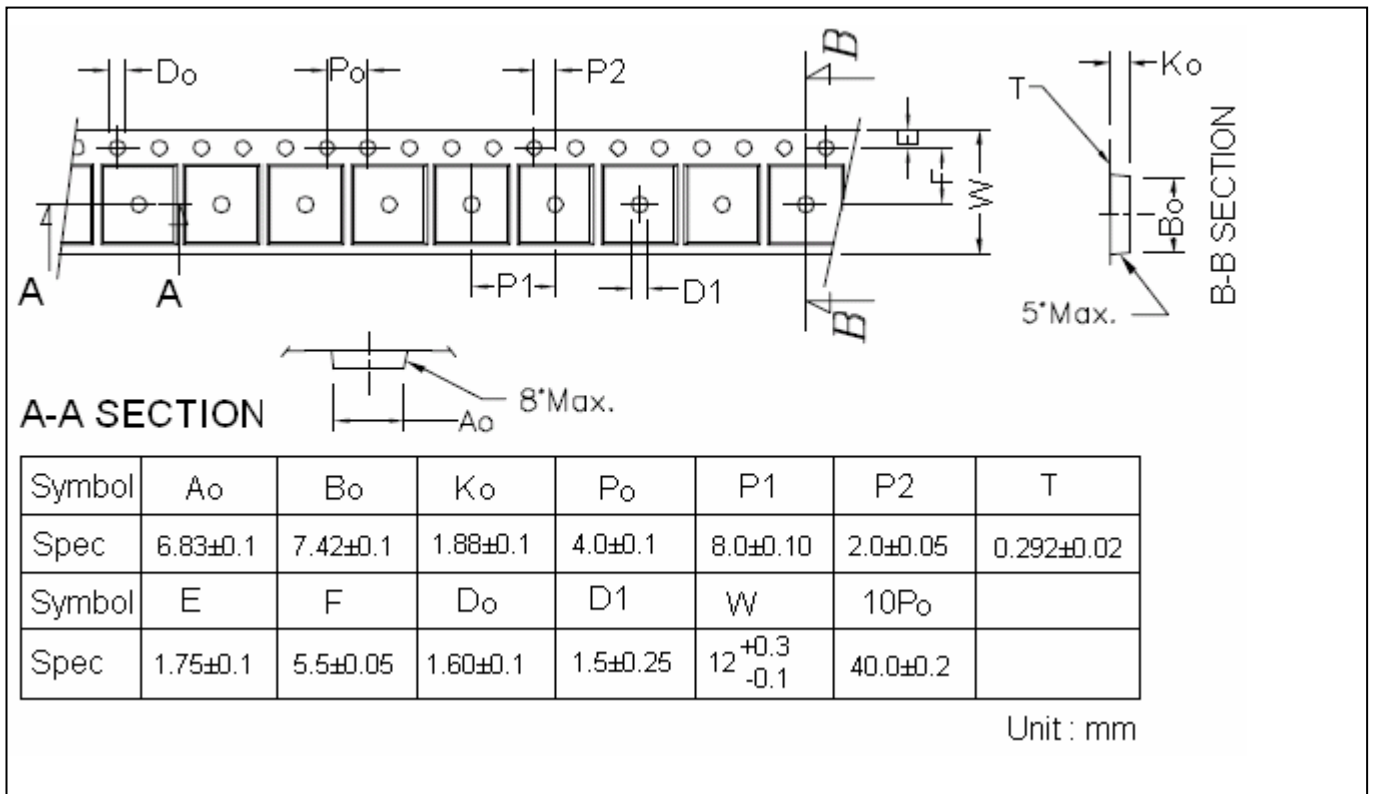 Do
Po
P2
B
Ko
T
E
F
W
Bo
B-B SECTION
A
A
P1
D1
B
5°Max.
8°Max.
A-A SECTION
Ao
Symbol Ao Bo Ko Po P1 P2 T
Spec 6.83±0.1 7.42±0.1 1.88±0.1 4.0±0.1 8.0±0.10 2.0±0.05 0.292±0.02
Symbol E F Do D1 W 10Po
Spec 1.75±0.1 5.5±0.05 1.60±0.1 1.5±0.25 12 +0.3 -0.1 40.0±0.2
Unit : mm